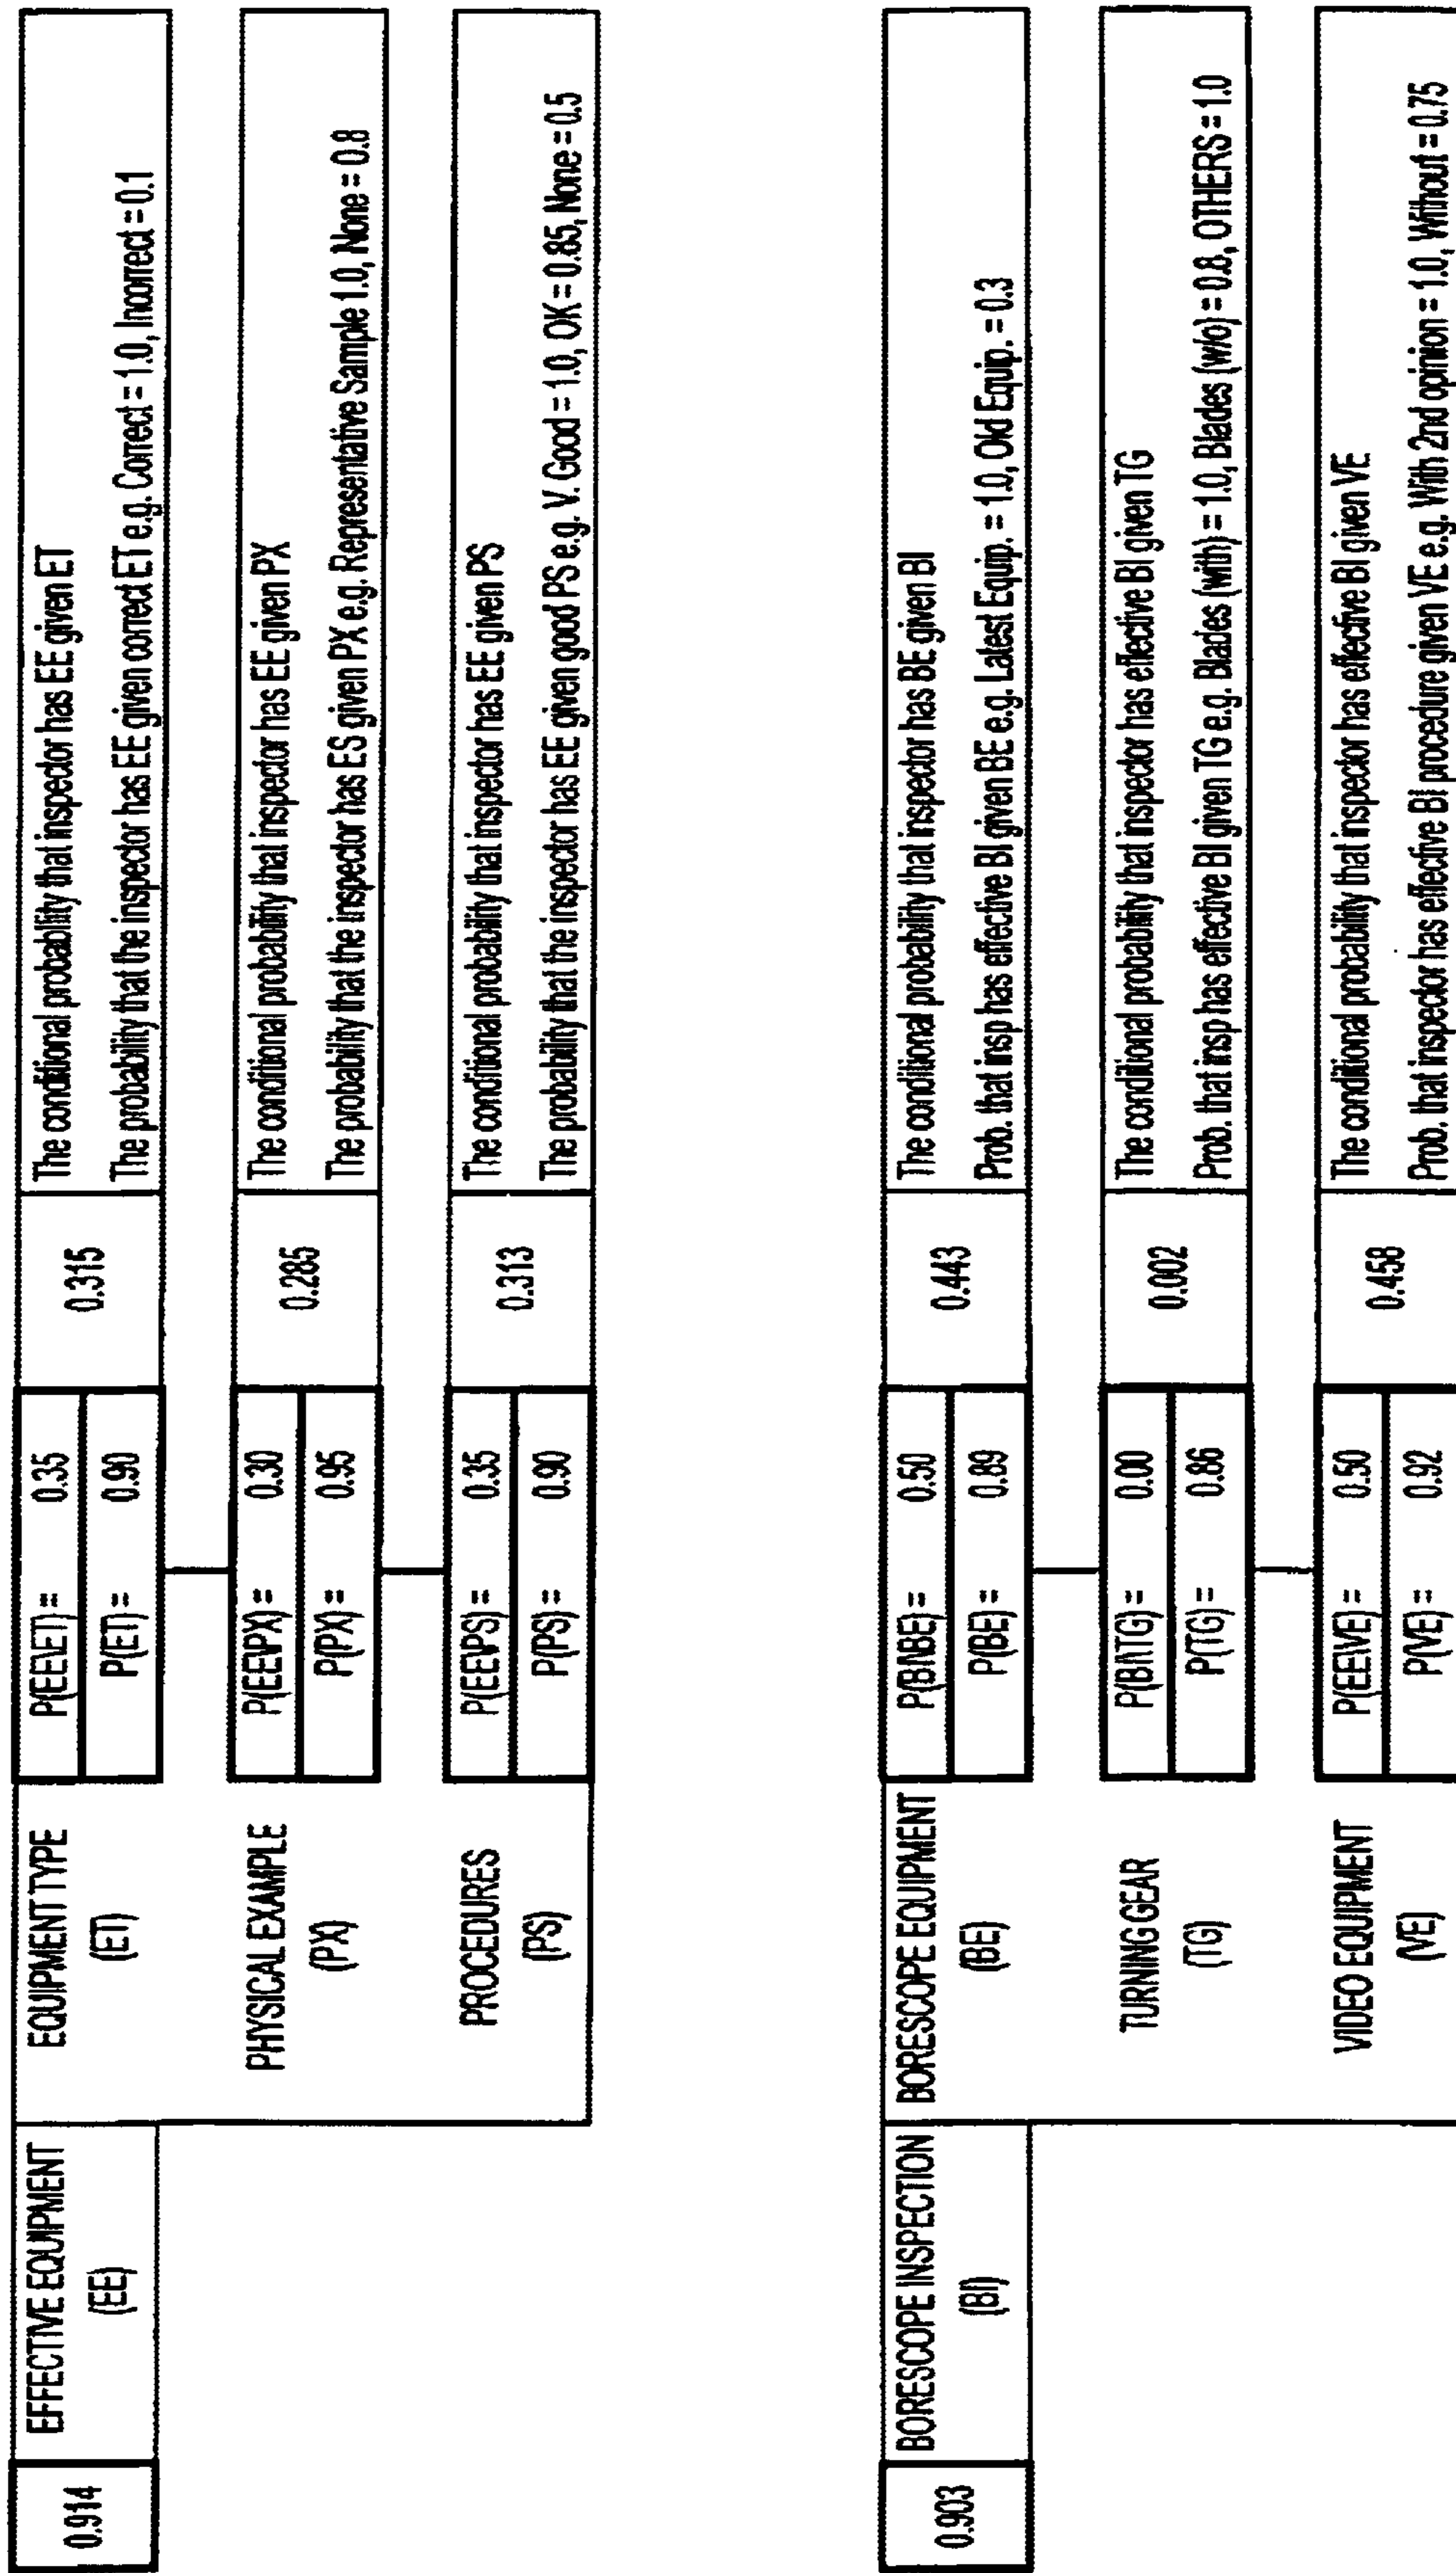 0.914
EFFECTIVE EQUIPMENT
(EE)
EQUIPMENT TYPE
(ET)
P(EE\ET) = 0.35
P(ET) = 0.90
0.315
The conditional probability that inspector has EE given ET
The probability that the inspector has EE given correct ET e.g. Correct = 1.0, Incorrect = 0.1
PHYSICAL EXAMPLE
(PX)
P(EE\PX) = 0.30
P(PX) = 0.95
0.285
The conditional probability that inspector has EE given PX
The probability that the inspector has ES given PX e.g. Representative Sample 1.0, None = 0.8
PROCEDURES
(PS)
P(EE\PS) = 0.35
P(PS) = 0.90
0.313
The conditional probability that inspector has EE given PS
The probability that the inspector has EE given good PS e.g. V. Good = 1.0, OK = 0.85, None = 0.5
0.903
BORESCOPE INSPECTION
(BI)
BORESCOPE EQUIPMENT
(BE)
P(BI\BE) = 0.50
P(BE) = 0.89
0.443
The conditional probability that inspector has BE given BI
Prob. that insp has effective BI given BE e.g. Latest Equip. = 1.0, Old Equip. = 0.3
TURNING GEAR
(TG)
P(BI\TG) = 0.00
P(TG) = 0.86
0.002
The conditional probability that inspector has effective BI given TG
Prob. that insp has effective BI given TG e.g. Blades (with) = 1.0, Blades (w/o) = 0.8, OTHERS = 1.0
VIDEO EQUIPMENT
(VE)
P(EE\VE) = 0.50
P(VE) = 0.92
0.458
The conditional probability that inspector has effective BI given VE
Prob. that inspector has effective BI procedure given VE e.g. With 2nd opinion = 1.0, Without = 0.75